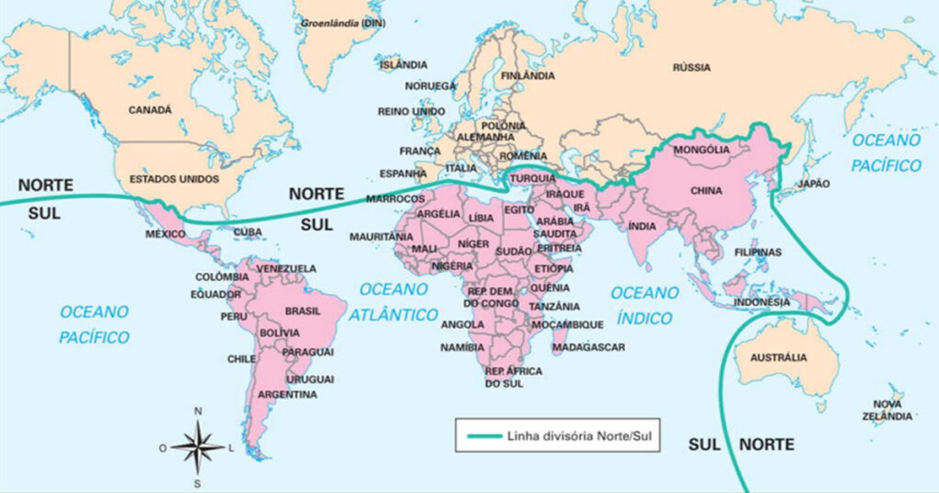 Groenlândia (DIN)
ISLÂNDIA
RÚSSIA
FINLÂNDIA
NORUEGA
CANADÁ
REINO UNIDO
POLÔNIA
ALEMANHA
FRANÇA
ROMÊNIA
ITÁLIA
ESPANHA
OCEANO
PACÍFICO
MONGÓLIA
JAPÃO
ESTADOS UNIDOS
TURQUIA
CHINA
NORTE
SUL
NORTE
SUL
MARROCOS
ARGÉLIA
LÍBIA
EGITO
IRAQUE
IRÃ
ARÁBIA
SAUDITA
ÍNDIA
MÉXICO
CUBA
MAURITÂNIA
MALI
NÍGER
SUDÃO
ERITREIA
FILIPINAS
COLÔMBIA
VENEZUELA
NIGÉRIA
ETIÓPIA
EQUADOR
OCEANO
ATLÂNTICO
REP. DEM.
DO CONGO
QUÊNIA
TANZÂNIA
OCEANO
ÍNDICO
INDONÉSIA
OCEANO
PACÍFICO
PERU
BRASIL
BOLÍVIA
ANGOLA
MOÇAMBIQUE
NAMÍBIA
MADAGASCAR
CHILE
PARAGUAI
REP. ÁFRICA
DO SUL
URUGUAI
ARGENTINA
AUSTRÁLIA
NOVA
ZELÂNDIA
N
O
L
S
Linha divisória Norte/Sul
SUL
NORTE